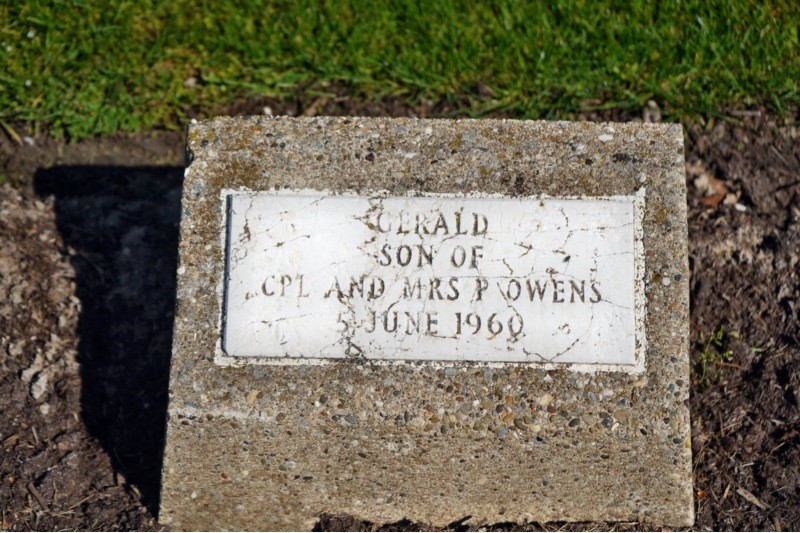 GERALD
SON OF
CPL AND MRS P OWENS
5 JUNE 1960